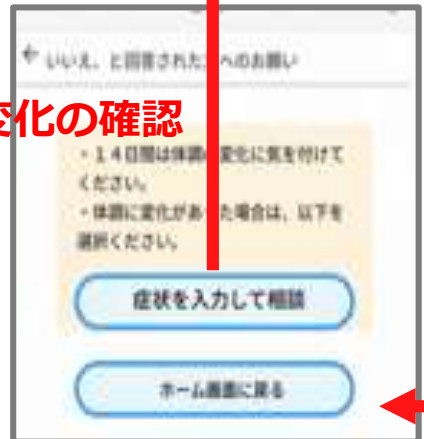 ← いいえ、と回答された へのお願い
変化の確認
・14日間は体調 変化に気を付けて
ください。
・体調に変化があ た場合は、以下を
選択ください。
症状を入力して相談
ホーム画面に戻る